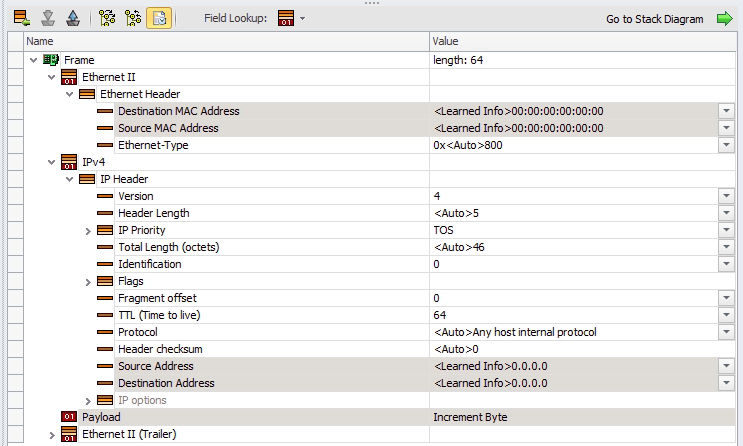 Field Lookup: Go to Stack Diagram
Name Value
Frame length: 64
Ethernet II
Ethernet Header
Destination MAC Address <Learned Info>00:00:00:00:00:00
Source MAC Address <Learned Info>00:00:00:00:00:00
Ethernet-Type 0x<Auto>800
IPv4
IP Header
Version 4
Header Length <Auto>5
IP Priority TOS
Total Length (octets) <Auto>46
Identification 0
Flags
Fragment offset 0
TTL (Time to live) 64
Protocol <Auto>Any host internal protocol
Header checksum <Auto>0
Source Address <Learned Info>0.0.0.0
Destination Address <Learned Info>0.0.0.0
IP options
Payload Increment Byte
Ethernet II (Trailer)